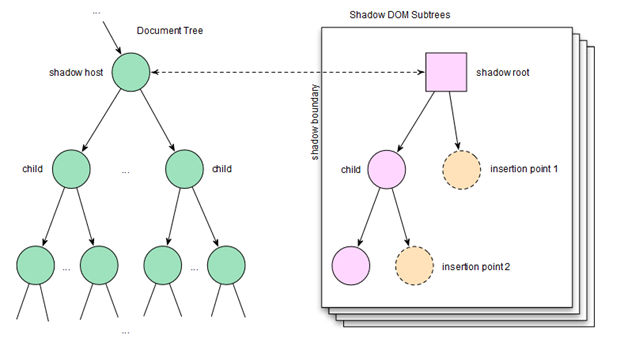 ...
Document Tree
Shadow DOM Subtrees
shadow host
shadow root
shadow boundary
child
...
child
child
insertion point 1
...
...
insertion point 2
...